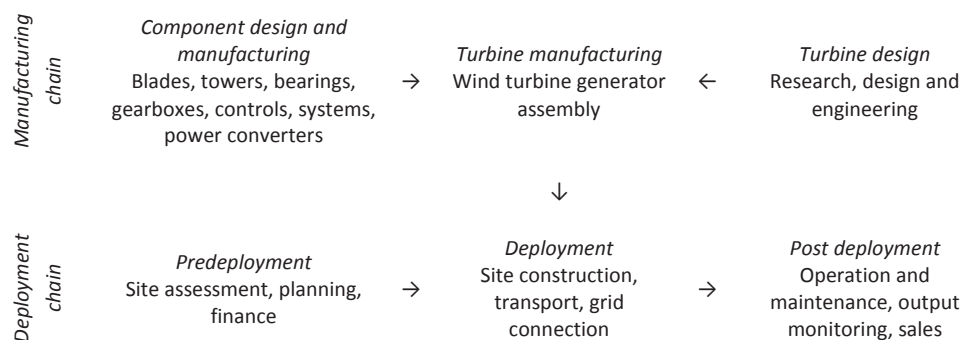 Manufacturing
chain
Component design and
manufacturing
Blades, towers, bearings,
gearboxes, controls, systems,
power converters
→
Turbine manufacturing
Wind turbine generator
assembly
←
Turbine design
Research, design and
engineering
↓
Deployment
chain
Predeployment
Site assessment, planning,
finance
→
Deployment
Site construction,
transport, grid
connection
→
Post deployment
Operation and
maintenance, output
monitoring, sales